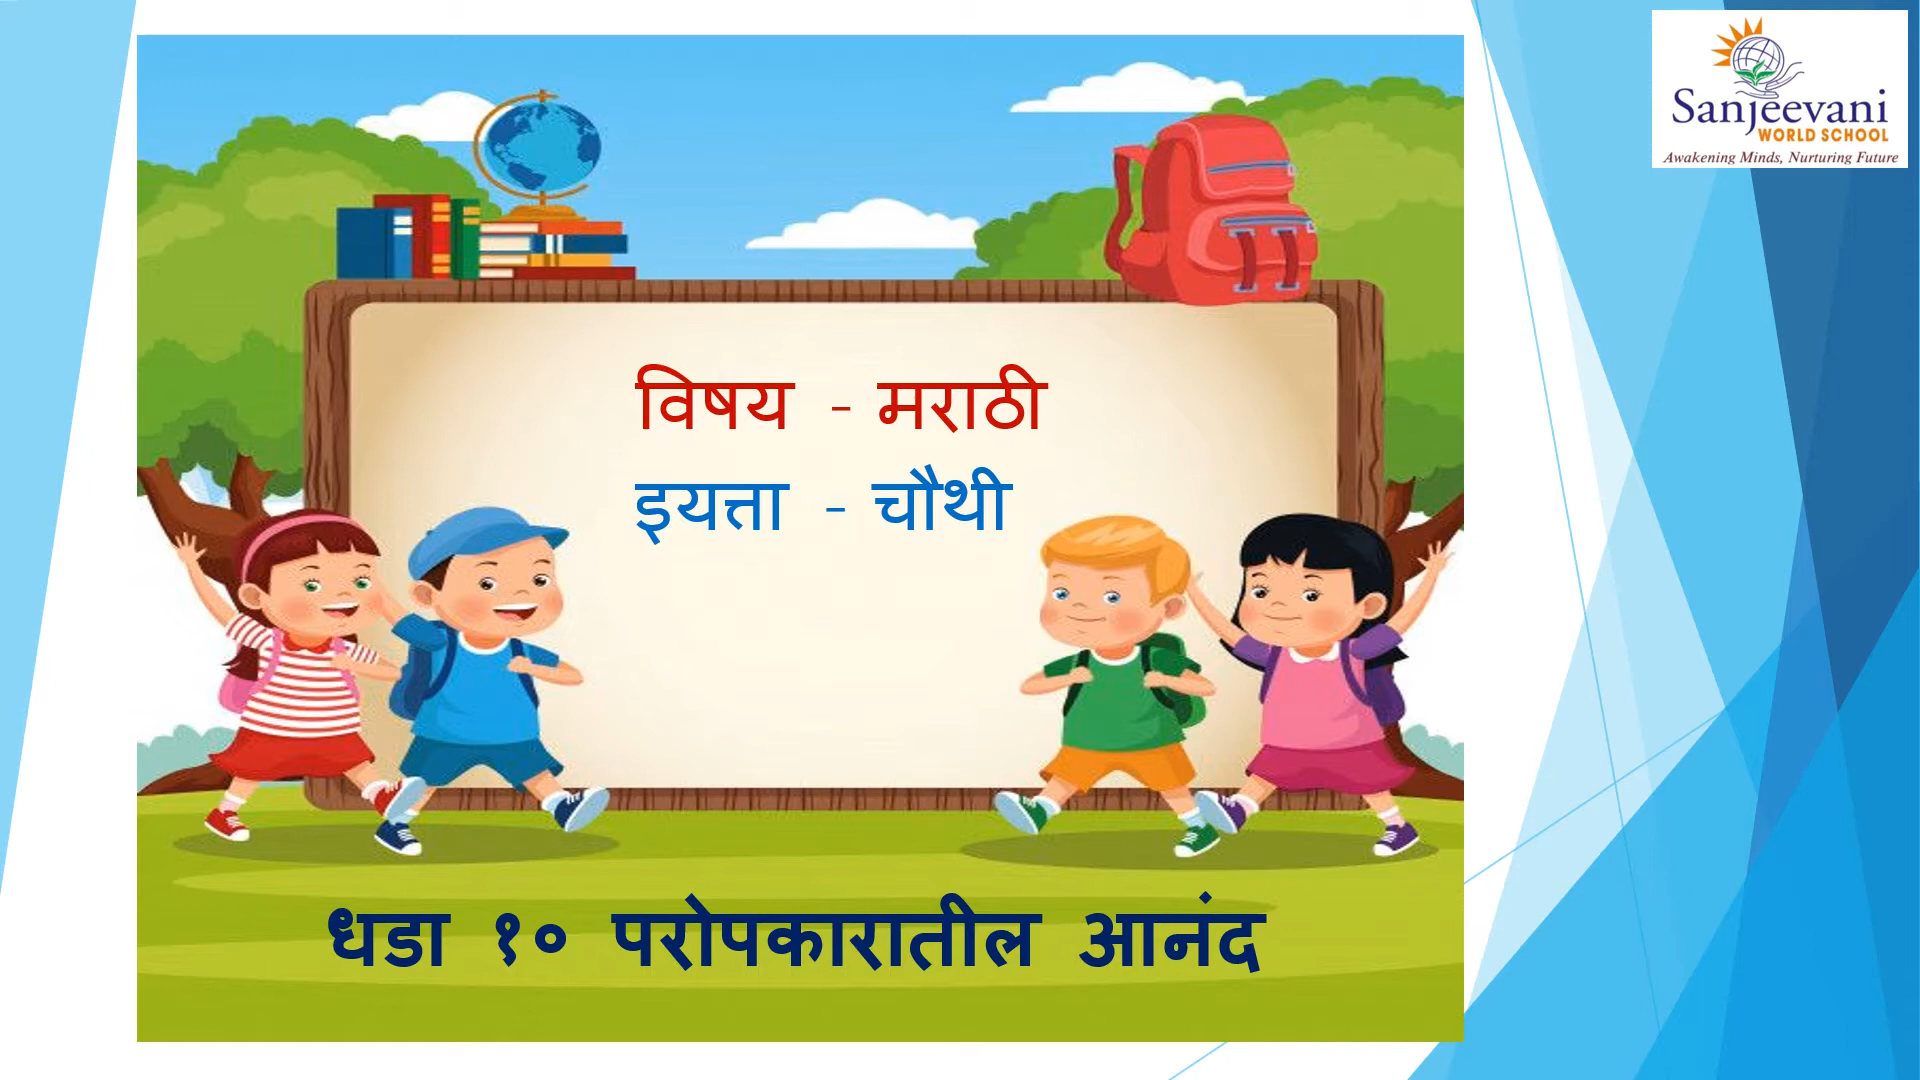 Sanjeevani
WORLD SCHOOL
Awakening Minds, Nurturing Future
विषय - मराठी
इयत्ता - चौथी
धडा १० परोपकारातील आनंद